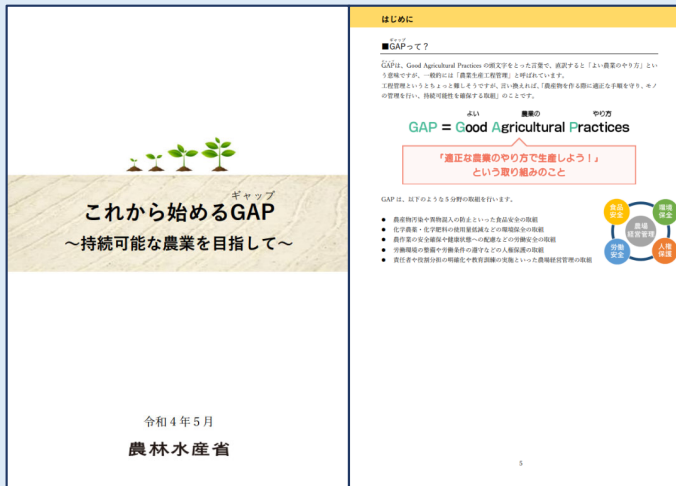 ギャップ
これから始めるGAP
～持続可能な農業を目指して～
令和４年５月
農林水産省
はじめに
ギャップ
■GAPって？
ギャップ
GAPは、Good Agricultural Practices の頭文字をとった言葉で、直訳すると「よい農業のやり方」とい
う意味ですが、一般的には「農業生産工程管理」と呼ばれています。
工程管理というとちょっと難しそうですが、言い換えれば、「農産物を作る際に適正な手順を守り、モノ
の管理を行い、持続可能性を確保する取組」のことです。
よい 農業の やり方
GAP = Good Agricultural Practices
「適正な農業のやり方で生産しよう！」
という取り組みのこと
GAP は、以下のような５分野の取組を行います。
● 農産物汚染や異物混入の防止といった食品安全の取組
● 化学農薬・化学肥料の使用量低減などの環境保全の取組
● 農作業の安全確保や健康状態への配慮などの労働安全の取組
● 労働環境の整備や労働条件の遵守などの人権保護の取組
● 責任者や役割分担の明確化や教育訓練の実施といった農場経営管理の取組
食品
安全
環境
保全
農場
経営管理
労働
安全
人権
保護
5